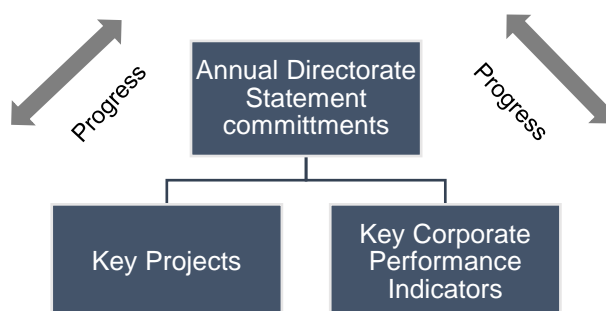 Progress
Annual Directorate
Statement
committments
Progress
Key Projects
Key Corporate
Performance
Indicators